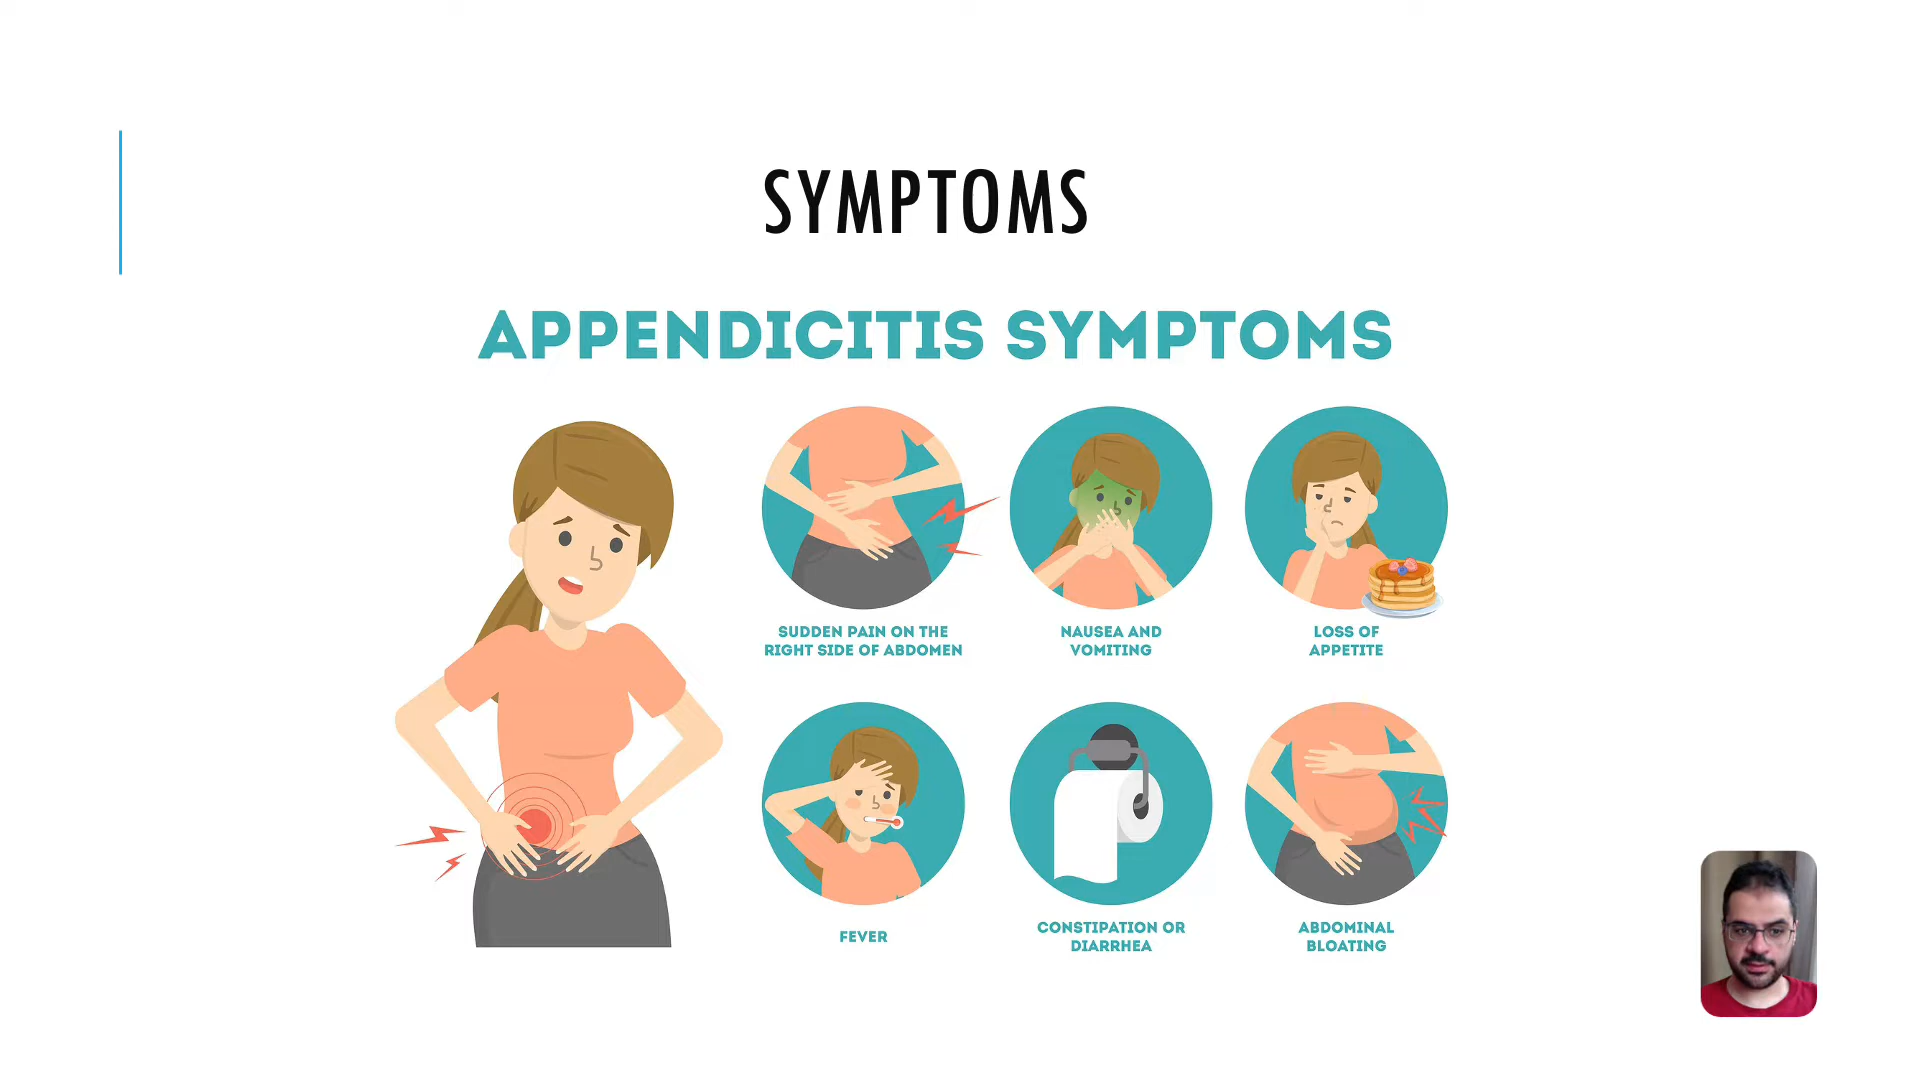 SYMPTOMS
APPENDICITIS SYMPTOMS
SUDDEN PAIN ON THE
RIGHT SIDE OF ABDOMEN
NAUSEA AND
VOMITING
LOSS OF
APPETITE
FEVER
CONSTIPATION OR
DIARRHEA
ABDOMINAL
BLOATING